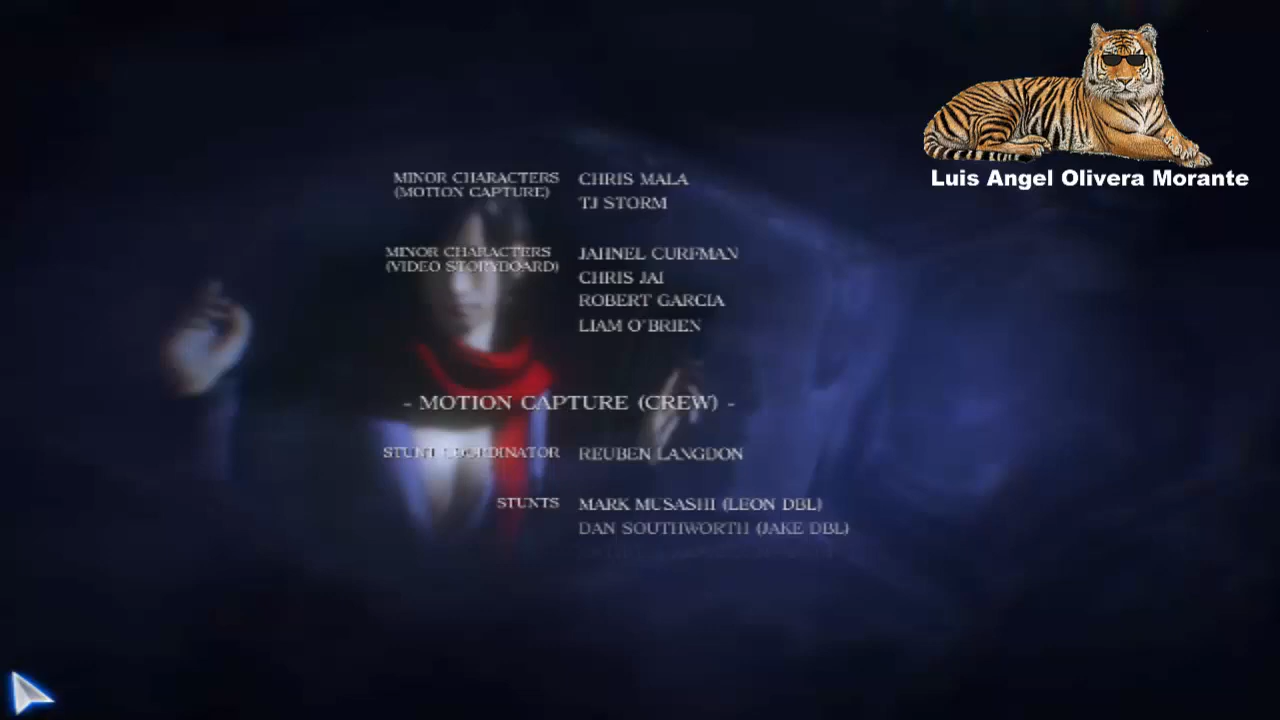 Luis Angel Olivera Morante
MINOR CHARACTERS
(MOTION CAPTURE)
CHRIS MALA
TJ STORM
MINOR CHARACTERS
(VIDEO STORYBOARD)
JAHNEL CURFMAN
CHRIS JAI
ROBERT GARCIA
LIAM O'BRIEN
- MOTION CAPTURE (CREW) -
STUNT COORDINATOR
REUBEN LANGDON
STUNTS
MARK MUSASHI (LEON DBL)
DAN SOUTHWORTH (JAKE DBL)